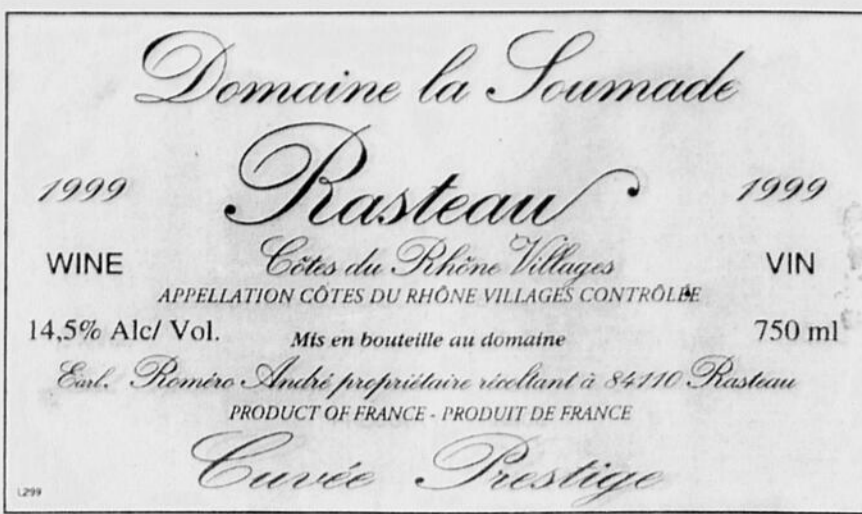 Domaine la Soumade
1999 Rasteau 1999
WINE Côtes du Rhône Villages VIN
APPELLATION CÔTES DU RHÔNE VILLAGES CONTRÔLÉE
14,5% Alc/ Vol. Mis en bouteille au domaine 750 ml
Earl. Roméro André propriétaire récoltant à 84110 Rasteau
PRODUCT OF FRANCE - PRODUIT DE FRANCE
Cuvée Prestige
L299